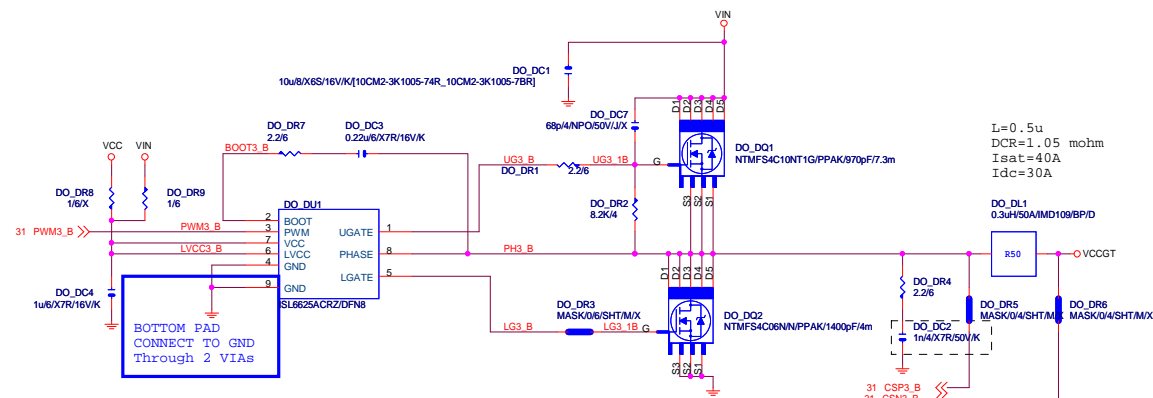 VIN
DO_DC1
10u/8/X6S/16V/K/[10CM2-3K1005-74R_10CM2-3K1005-7BR]
DO_DC7
68p/4/NPO/50V/J/X
D1
D2
D3
D4
D5
G
DO_DQ1
NTMFS4C10NT1G/PPAK/970pF/7.3m
S3
S2
S1
L=0.5u
DCR=1.05 mohm
Isat=40A
Idc=30A
DO_DR7
2.2/6
DO_DC3
0.22u/6/X7R/16V/K
BOOT3_B
VCC
VIN
UG3_B
DO_DR1
2.2/6
UG3_1B
DO_DR8
1/6/X
DO_DR9
1/6
DO_DR2
8.2K/4
DO_DU1
31 PWM3_B
PWM3_B
LVCC3_B
2
3
7
6
4
9
BOOT
PWM
VCC
LVCC
GND
GND
UGATE
PHASE
LGATE
1
8
5
SL6625ACRZ/DFN8
PH3_B
DO_DL1
0.3uH/50A/IMD109/BP/D
R50
VCCGT
DO_DC4
1u/6/X7R/16V/K
BOTTOM PAD
CONNECT TO GND
Through 2 VIAs
DO_DR3
LG3_B
LG3_1B
MASK/0/6/SHT/M/X
D1
D2
D3
D4
D5
G
DO_DQ2
NTMFS4C06N/N/PPAK/1400pF/4m
S3
S2
S1
DO_DR4
2.2/6
DO_DC2
1n/4/X7R/50V/K
DO_DR5
MASK/0/4/SHT/M/X
DO_DR6
MASK/0/4/SHT/M/X
31 CSP3_B
31 CSN3_B